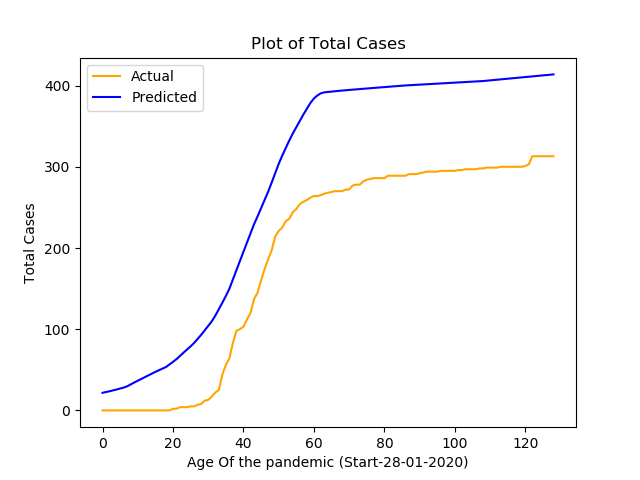 Plot of Total Cases
Actual
Predicted
400
300
200
100
0
Total Cases
0 20 40 60 80 100 120
Age Of the pandemic (Start-28-01-2020)